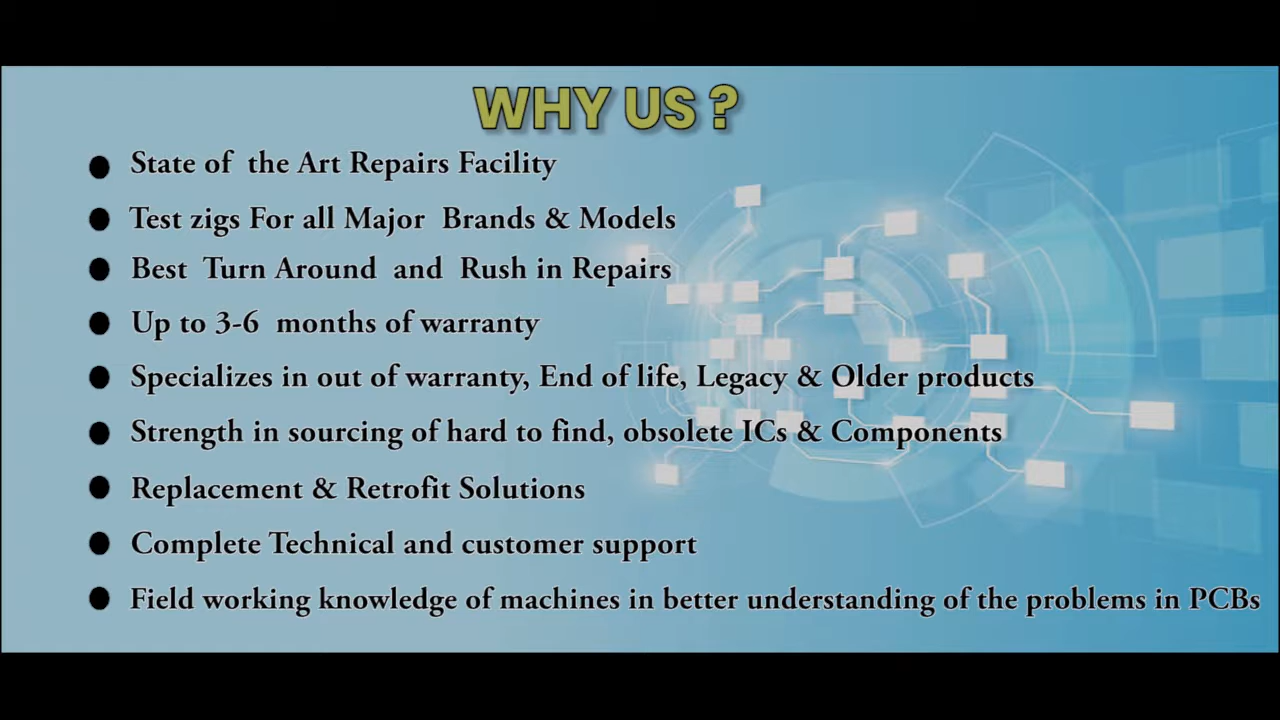 WHY US ?
State of the Art Repairs Facility
Test zigs For all Major Brands & Models
Best Turn Around and Rush in Repairs
Up to 3-6 months of warranty
Specializes in out of warranty, End of life, Legacy & Older products
Strength in sourcing of hard to find, obsolete ICs & Components
Replacement & Retrofit Solutions
Complete Technical and customer support
Field working knowledge of machines in better understanding of the problems in PCBs